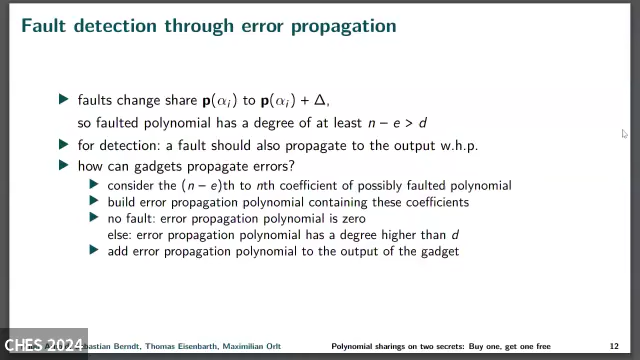 Fault detection through error propagation
▶ faults change share p(αᵢ) to p(αᵢ) + Δ,
so faulted polynomial has a degree of at least n − e > d
▶ for detection: a fault should also propagate to the output w.h.p.
▶ how can gadgets propagate errors?
▶ consider the (n − e)th to nth coefficient of possibly faulted polynomial
▶ build error propagation polynomial containing these coefficients
▶ no fault: error propagation polynomial is zero
else: error propagation polynomial has a degree higher than d
▶ add error propagation polynomial to the output of the gadget
CHES 2024 Berndt, Thomas Eisenbarth, Maximilian Orlt Polynomial sharings on two secrets: Buy one, get one free 12